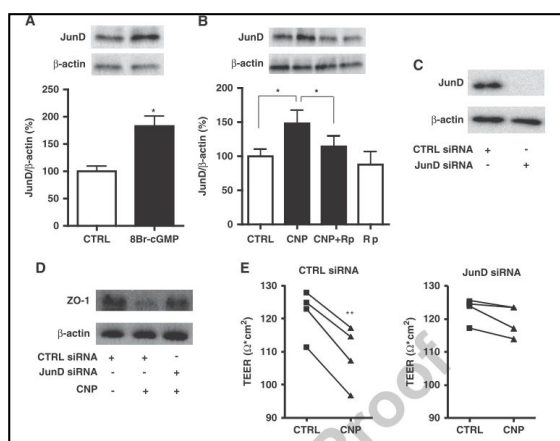 A
JunD
β-actin
JunD/β-actin (%)
200
150
100
50
0
*
CTRL 8Br-cGMP
B
JunD
β-actin
JunD/β-actin (%)
200
150
100
50
0
* *
CTRL CNP CNP+Rp Rp
C
JunD
β-actin
CTRL siRNA + -
JunD siRNA - +
D
ZO-1
β-actin
CTRL siRNA + + -
JunD siRNA - - +
CNP - + +
E
CTRL siRNA
TEER (Ω*cm2)
130
120
110
100
90
**
CTRL CNP
JunD siRNA
TEER (Ω*cm2)
130
120
110
100
90
CTRL CNP
Proof